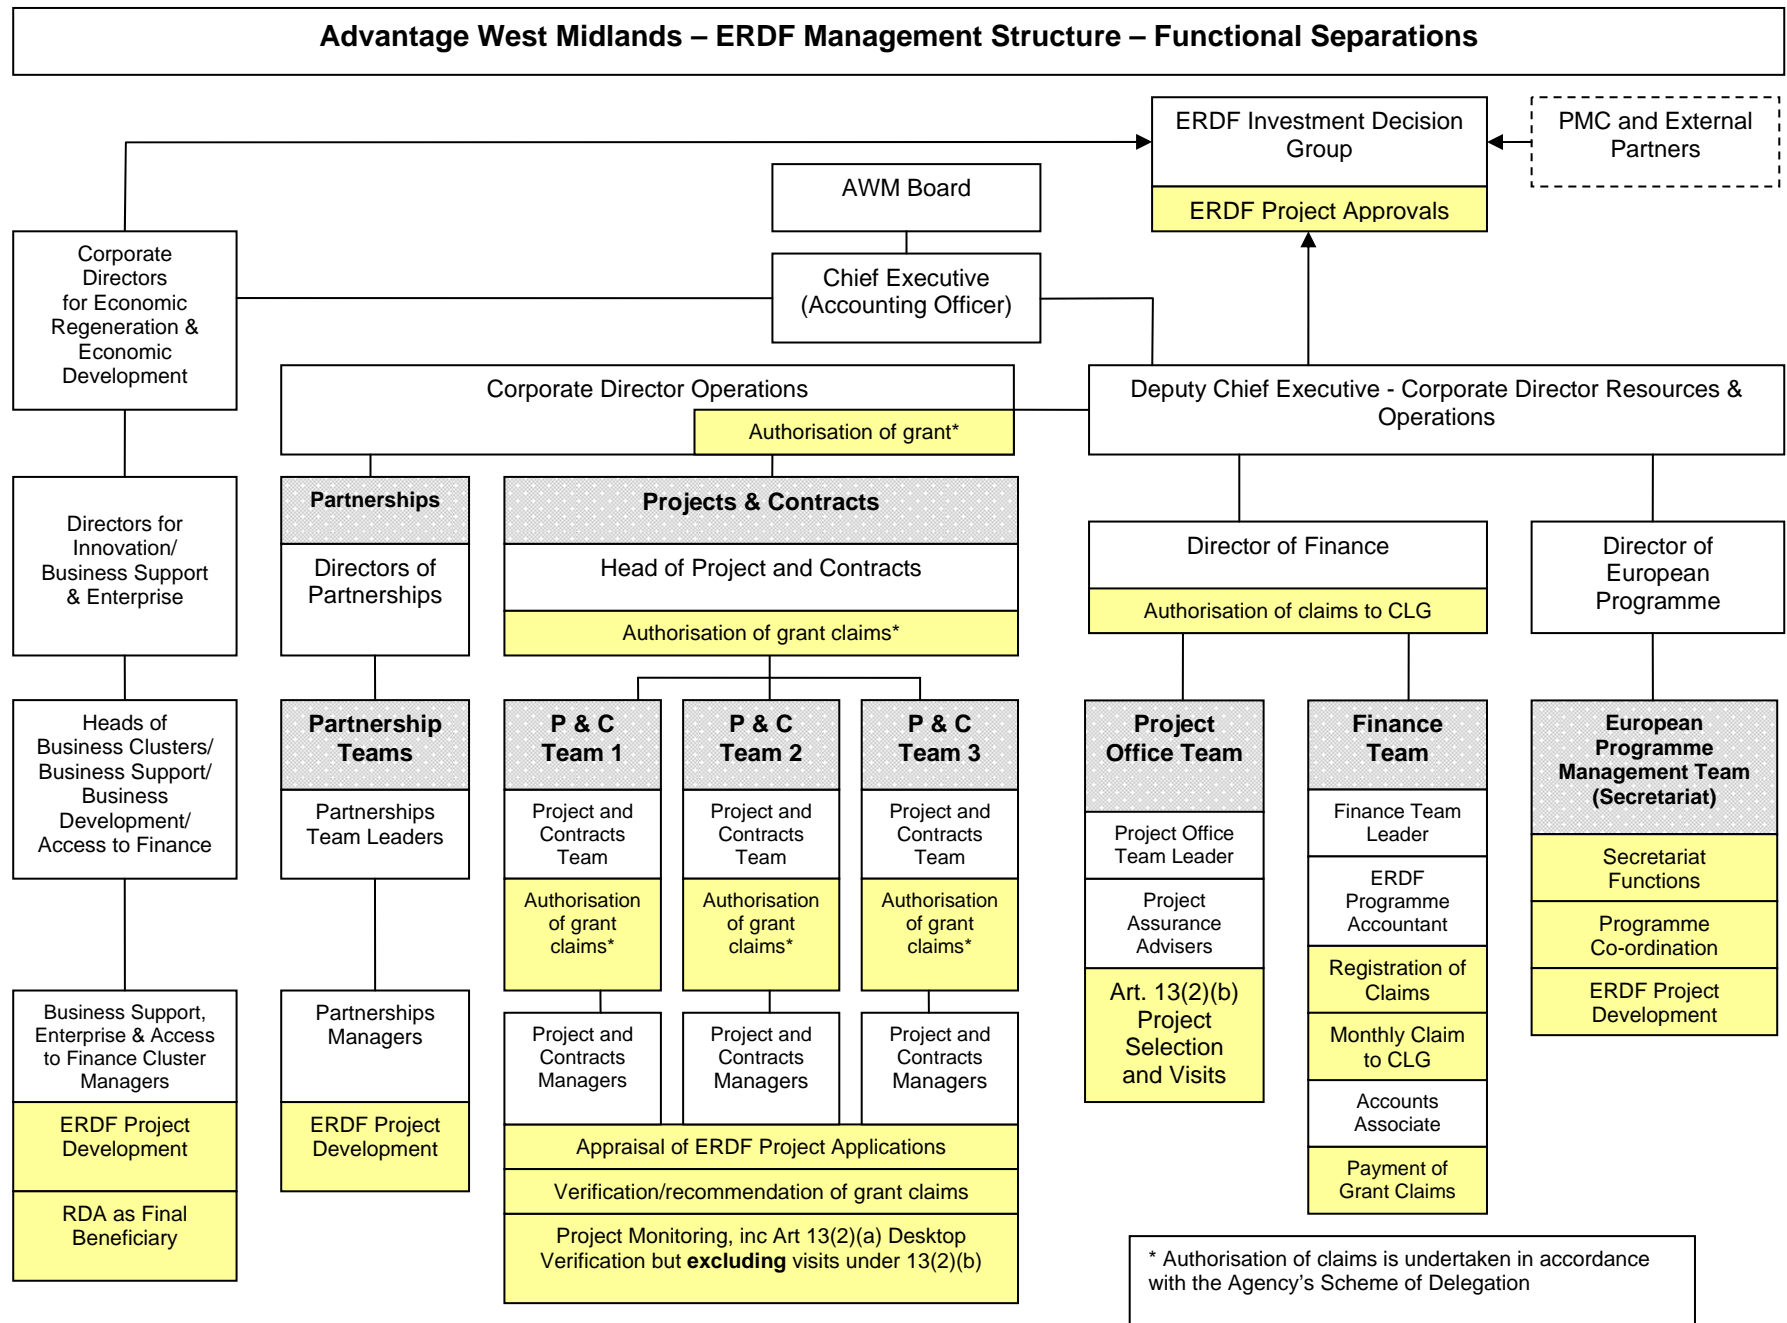 Advantage West Midlands – ERDF Management Structure – Functional Separations
ERDF Investment Decision
Group
ERDF Project Approvals
PMC and External
Partners
AWM Board
Chief Executive
(Accounting Officer)
Corporate
Directors
for Economic
Regeneration &
Economic
Development
Corporate Director Operations
Authorisation of grant*
Deputy Chief Executive - Corporate Director Resources &
Operations
Directors for
Innovation/
Business Support
& Enterprise
Partnerships
Directors of
Partnerships
Projects & Contracts
Head of Project and Contracts
Authorisation of grant claims*
Director of Finance
Authorisation of claims to CLG
Director of
European
Programme
Heads of
Business Clusters/
Business Support/
Business
Development/
Access to Finance
Partnership
Teams
Partnerships
Team Leaders
P & C
Team 1
Project and
Contracts
Team
Authorisation
of grant
claims*
P & C
Team 2
Project and
Contracts
Team
Authorisation
of grant
claims*
P & C
Team 3
Project and
Contracts
Team
Authorisation
of grant
claims*
Project
Office Team
Project Office
Team Leader
Project
Assurance
Advisers
Art. 13(2)(b)
Project
Selection
and Visits
Finance
Team
Finance Team
Leader
ERDF
Programme
Accountant
Registration of
Claims
Monthly Claim
to CLG
Accounts
Associate
Payment of
Grant Claims
European
Programme
Management Team
(Secretariat)
Secretariat
Functions
Programme
Co-ordination
ERDF Project
Development
Business Support,
Enterprise & Access
to Finance Cluster
Managers
ERDF Project
Development
RDA as Final
Beneficiary
Partnerships
Managers
ERDF Project
Development
Project and
Contracts
Managers
Project and
Contracts
Managers
Project and
Contracts
Managers
Appraisal of ERDF Project Applications
Verification/recommendation of grant claims
Project Monitoring, inc Art 13(2)(a) Desktop
Verification but excluding visits under 13(2)(b)
* Authorisation of claims is undertaken in accordance
with the Agency's Scheme of Delegation